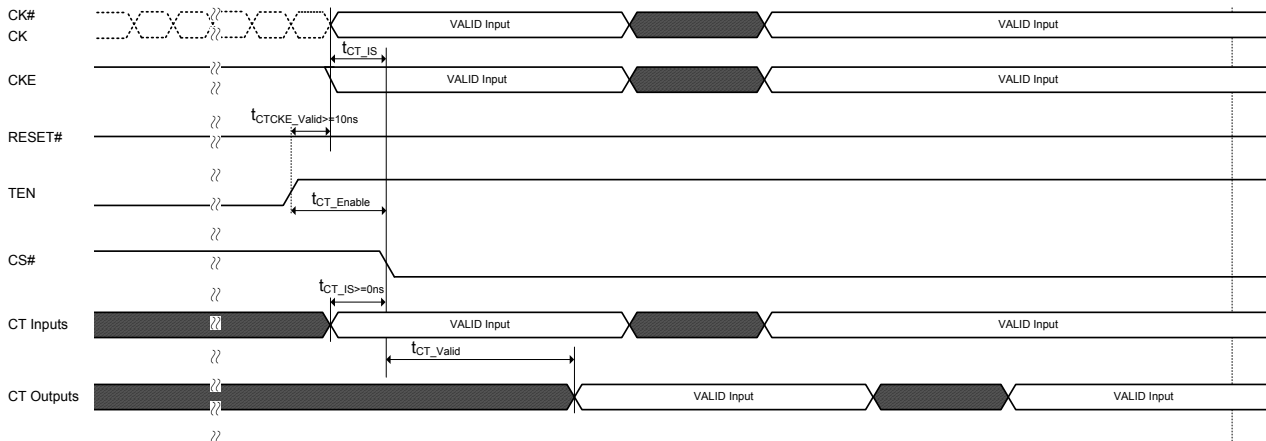 CK#
CK
VALID Input
VALID Input
tCT_IS
CKE
VALID Input
VALID Input
tCTCKE_Valid>=10ns
RESET#
TEN
tCT_Enable
CS#
tCT_IS>=0ns
CT Inputs
VALID Input
VALID Input
tCT_Valid
CT Outputs
VALID Input
VALID Input